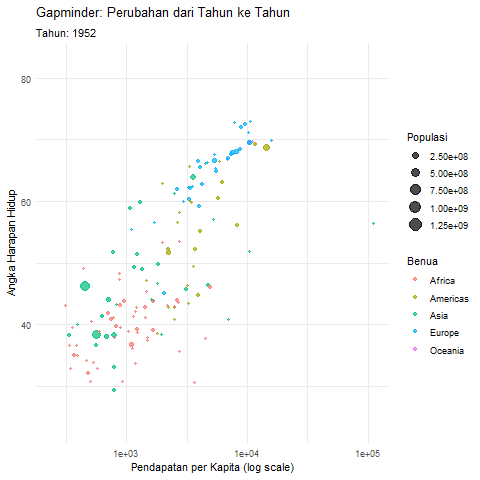 Gapminder: Perubahan dari Tahun ke Tahun
Tahun: 1952
80
60
40
Angka Harapan Hidup
1e+03
1e+04
1e+05
Pendapatan per Kapita (log scale)
Populasi
2.50e+08
5.00e+08
7.50e+08
1.00e+09
1.25e+09
Benua
Africa
Americas
Asia
Europe
Oceania